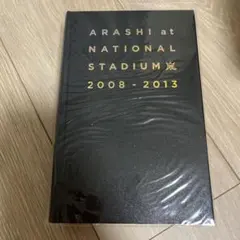 ARASHI at
NATIONAL
STADIUM 嵐
2008 - 2013